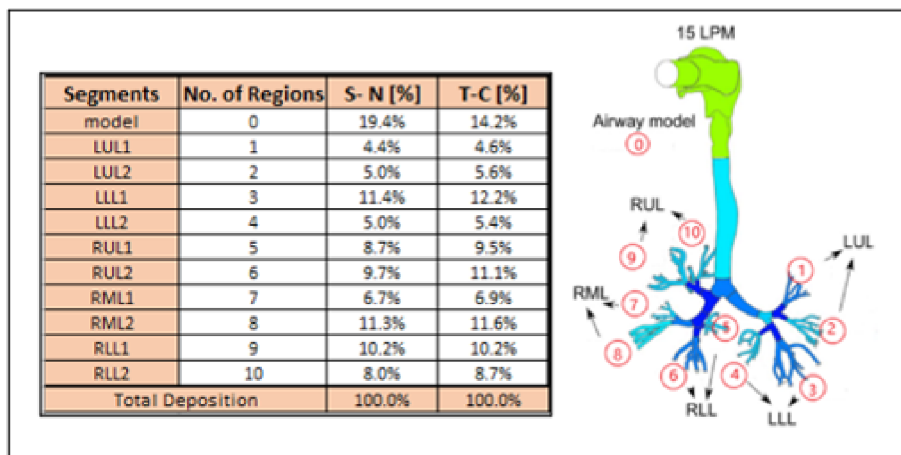 Segments No. of Regions S- N [%] T-C [%]
model 0 19.4% 14.2%
LUL1 1 4.4% 4.6%
LUL2 2 5.0% 5.6%
LLL1 3 11.4% 12.2%
LLL2 4 5.0% 5.4%
RUL1 5 8.7% 9.5%
RUL2 6 9.7% 11.1%
RML1 7 6.7% 6.9%
RML2 8 11.3% 11.6%
RLL1 9 10.2% 10.2%
RLL2 10 8.0% 8.7%
Total Deposition 100.0% 100.0%
15 LPM
Airway model
0
RUL
10
9
LUL
1
RML
7
5
2
8
6
4
3
RLL
LLL